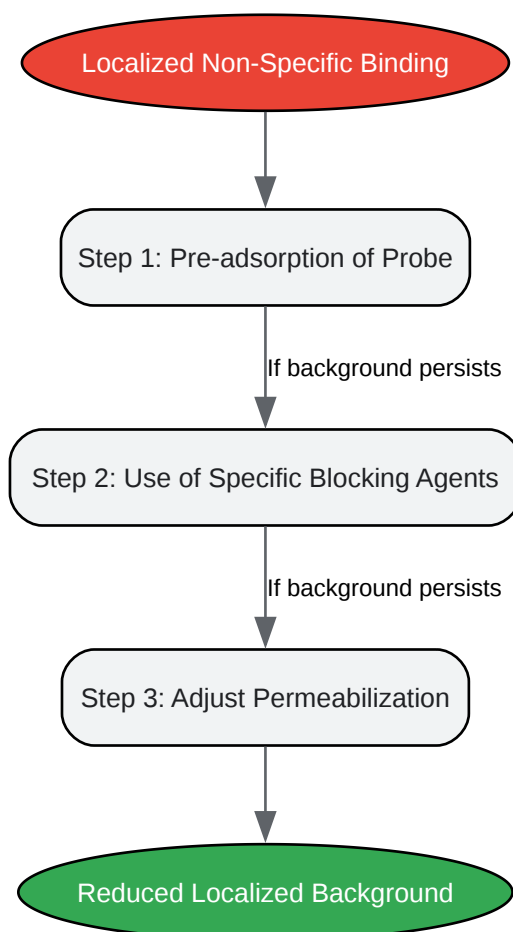 Localized Non-Specific Binding
Step 1: Pre-adsorption of Probe
If background persists
Step 2: Use of Specific Blocking Agents
If background persists
Step 3: Adjust Permeabilization
Reduced Localized Background